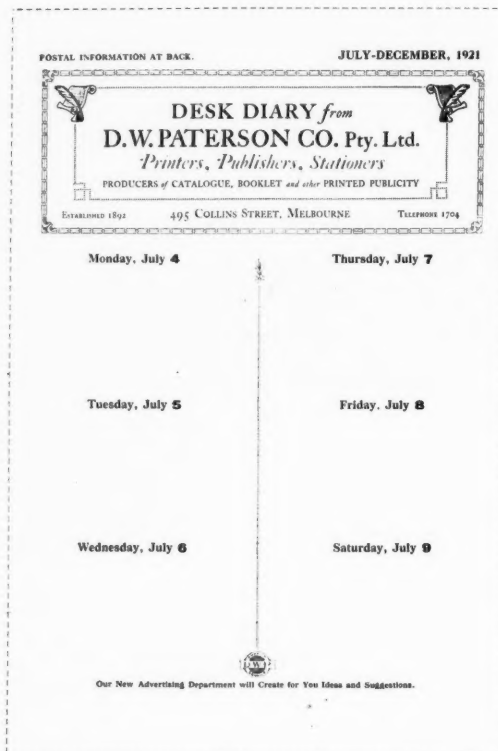 POSTAL INFORMATION AT BACK.
JULY-DECEMBER, 1921
DESK DIARY from
D.W. PATERSON CO. Pty. Ltd.
Printers, Publishers, Stationers
PRODUCERS of CATALOGUE, BOOKLET and other PRINTED PUBLICITY
ESTABLISHED 1892
495 COLLINS STREET, MELBOURNE
TELEPHONE 1704
Monday, July 4
Tuesday, July 5
Wednesday, July 6
Thursday, July 7
Friday, July 8
Saturday, July 9
Our New Advertising Department will Create for You Ideas and Suggestions.